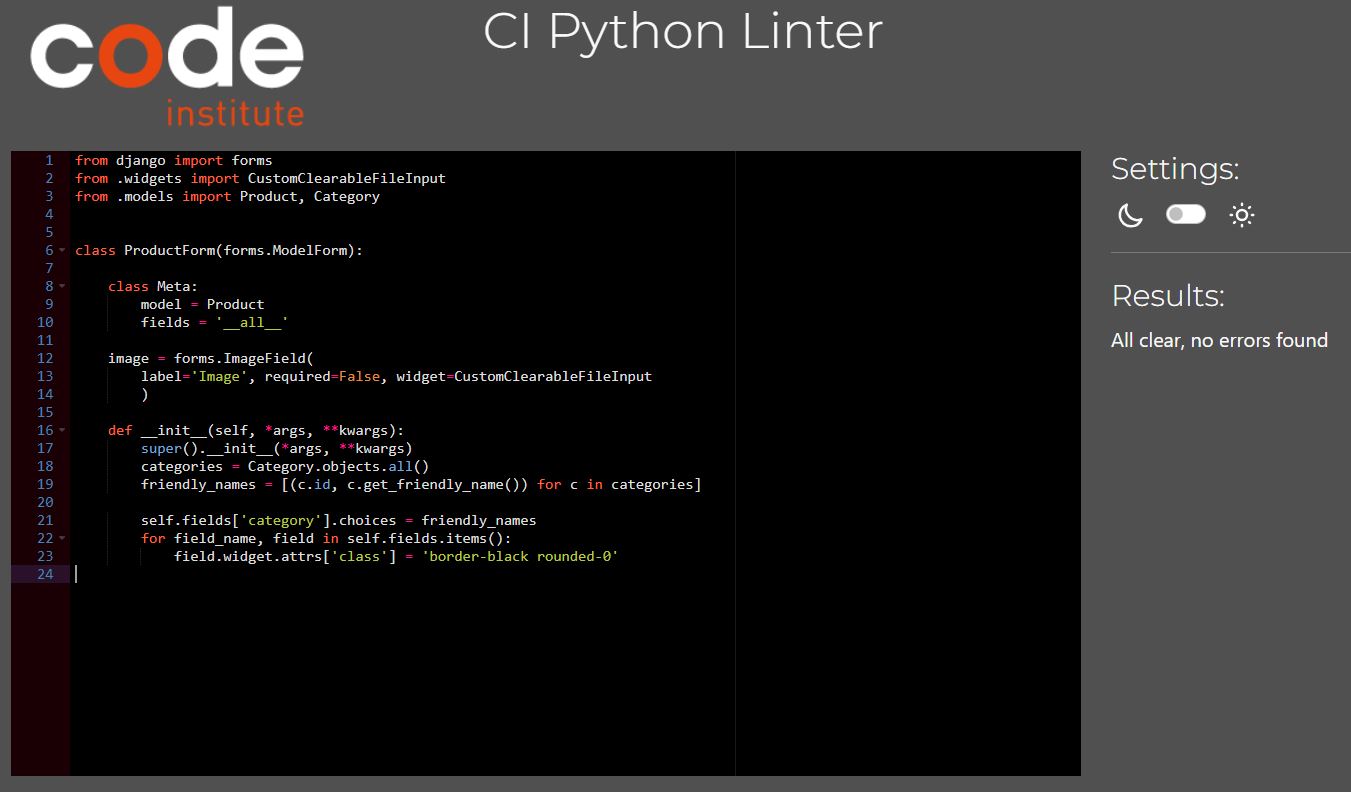 code
institute
CI Python Linter
1 from django import forms
2 from .widgets import CustomClearableFileInput
3 from .models import Product, Category
4
5
6 class ProductForm(forms.ModelForm):
7
8     class Meta:
9         model = Product
10         fields = '__all__'
11
12     image = forms.ImageField(
13         label='Image', required=False, widget=CustomClearableFileInput
14         )
15
16     def __init__(self, *args, **kwargs):
17         super().__init__(*args, **kwargs)
18         categories = Category.objects.all()
19         friendly_names = [(c.id, c.get_friendly_name()) for c in categories]
20
21         self.fields['category'].choices = friendly_names
22         for field_name, field in self.fields.items():
23             field.widget.attrs['class'] = 'border-black rounded-0'
24
Settings:
Results:
All clear, no errors found